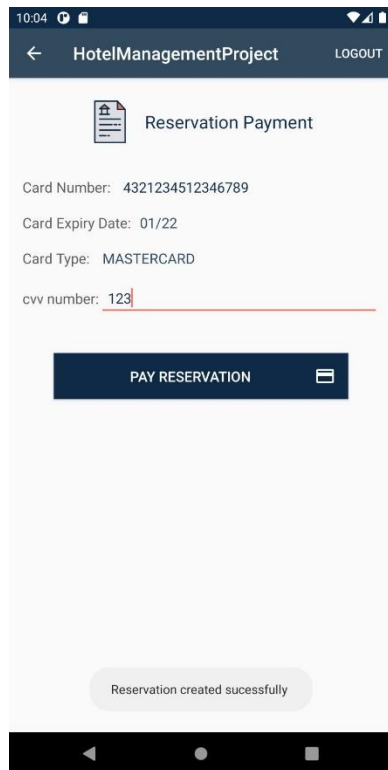 10:04
HotelManagementProject LOGOUT
Reservation Payment
Card Number: 4321234512346789
Card Expiry Date: 01/22
Card Type: MASTERCARD
cvv number: 123
PAY RESERVATION
Reservation created sucessfully